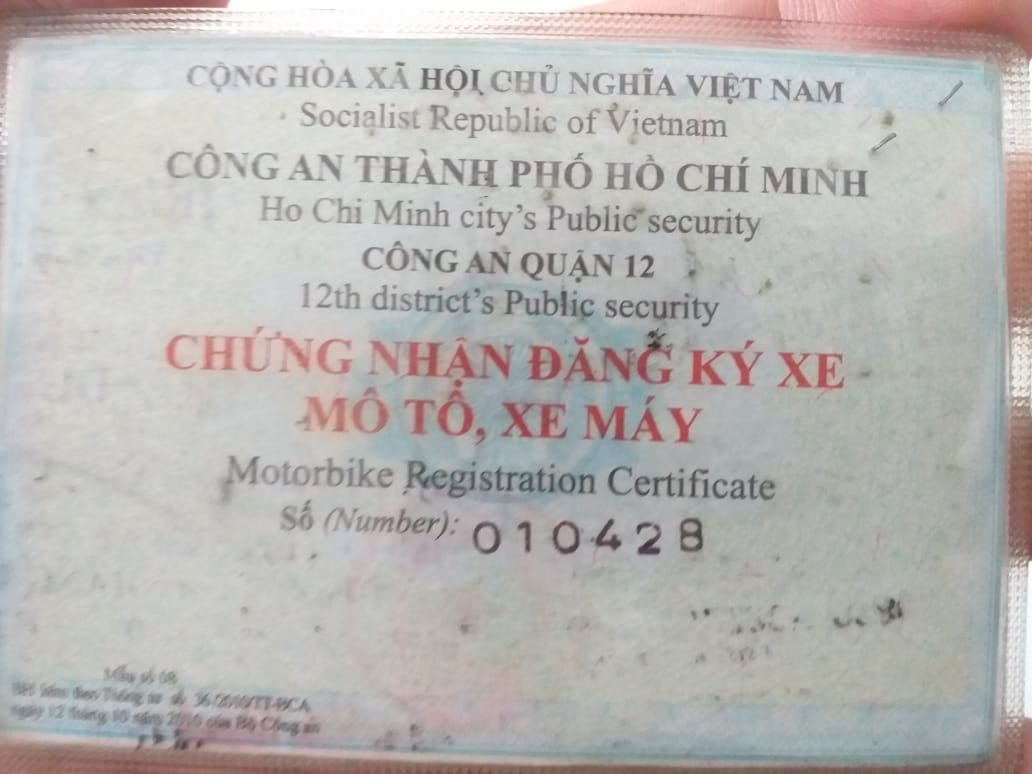 CỘNG HÒA XÃ HỘI CHỦ NGHĨA VIỆT NAM
Socialist Republic of Vietnam
CÔNG AN THÀNH PHỐ HỒ CHÍ MINH
Ho Chi Minh city's Public security
CÔNG AN QUẬN 12
12th district's Public security
CHỨNG NHẬN ĐĂNG KÝ XE
MÔ TÔ, XE MÁY
Motorbike Registration Certificate
Số (Number): 010428
Mẫu số 08
BH kèm theo Thông tư số 36/2010/TT-BCA
ngày 12 tháng 10 năm 2010 của Bộ Công an